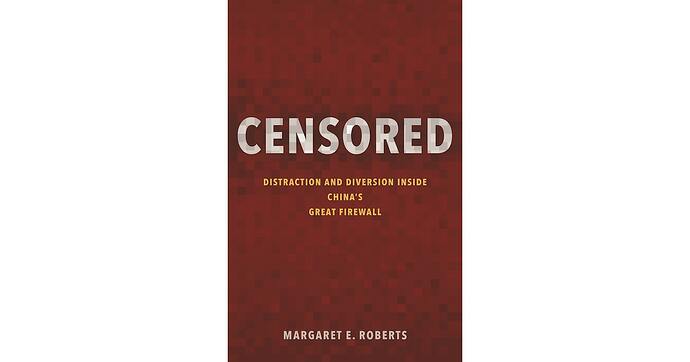 CENSORED
DISTRACTION AND DIVERSION INSIDE
CHINA'S
GREAT FIREWALL
MARGARET E. ROBERTS